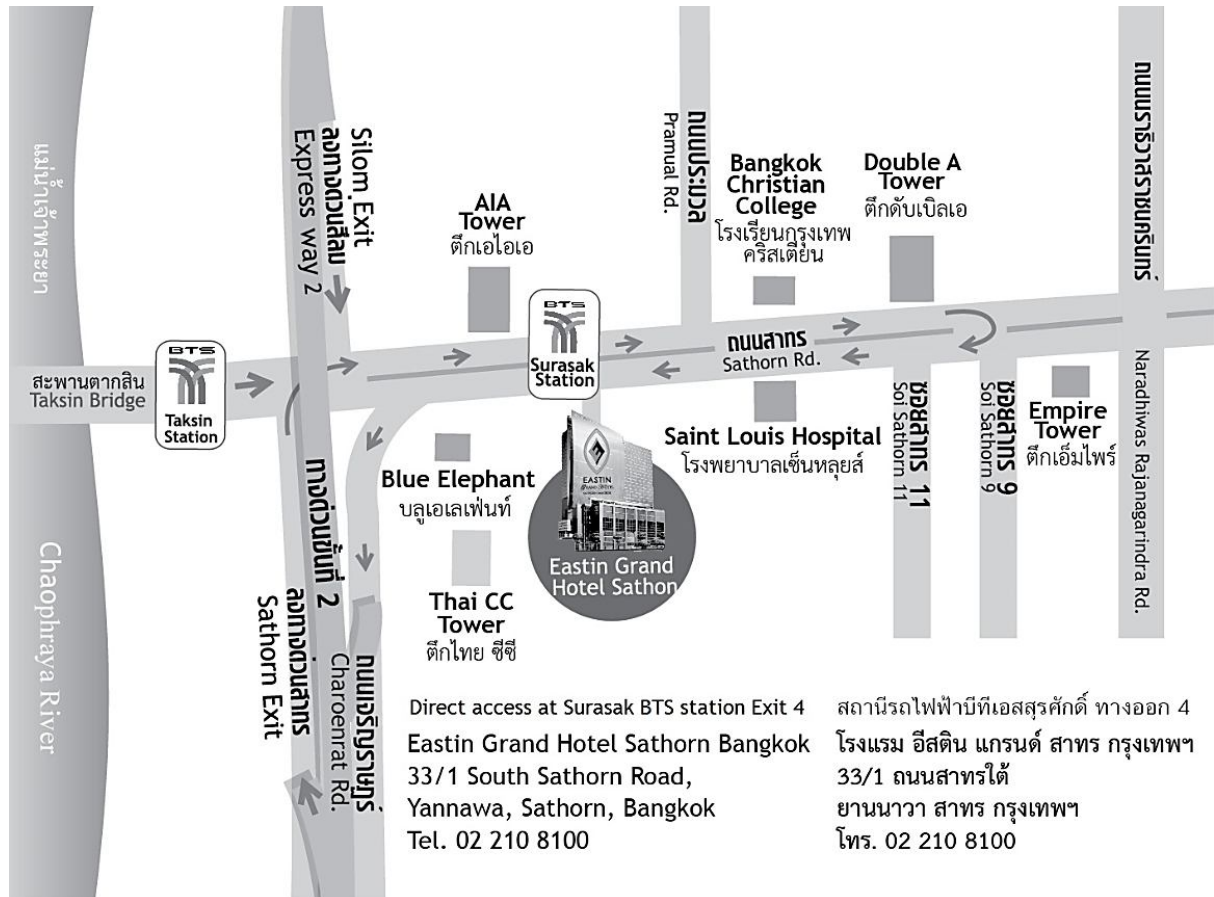 แม่น้ำเจ้าพระยา
Chaophraya River
สะพานตากสิน
Taksin Bridge
BTS
Taksin
Station
Silom Exit
ลงทางด่วนสีลม
Express way 2
AIA
Tower
ตึกเอไอเอ
BTS
Surasak
Station
ถนนประมวล
Pramual Rd.
Bangkok
Christian
College
โรงเรียนกรุงเทพ
คริสเตียน
Double A
Tower
ตึกดับเบิลเอ
ถนนนราธิวาสราชนครินทร์
Naradhiwas Rajanagarindra Rd.
ถนนสาทร
Sathorn Rd.
Blue Elephant
บลูเอเลเฟ่นท์
EASTIN
Eastin Grand
Hotel Sathon
Saint Louis Hospital
โรงพยาบาลเซ็นหลุยส์
ซอยสาทร 11
Soi Sathorn 11
ซอยสาทร 9
Soi Sathorn 9
Empire
Tower
ตึกเอ็มไพร์
ทางด่วนขั้นที่ 2
ลงทางด่วนสาทร
Sathorn Exit
Thai CC
Tower
ตึกไทย ซีซี
ถนนเจริญราษฎร์
Charoenrat Rd.
Direct access at Surasak BTS station Exit 4
Eastin Grand Hotel Sathorn Bangkok
33/1 South Sathorn Road,
Yannawa, Sathorn, Bangkok
Tel. 02 210 8100
สถานีรถไฟฟ้าบีทีเอสสุรศักดิ์ ทางออก 4
โรงแรม อีสติน แกรนด์ สาทร กรุงเทพฯ
33/1 ถนนสาทรใต้
ยานนาวา สาทร กรุงเทพฯ
โทร. 02 210 8100